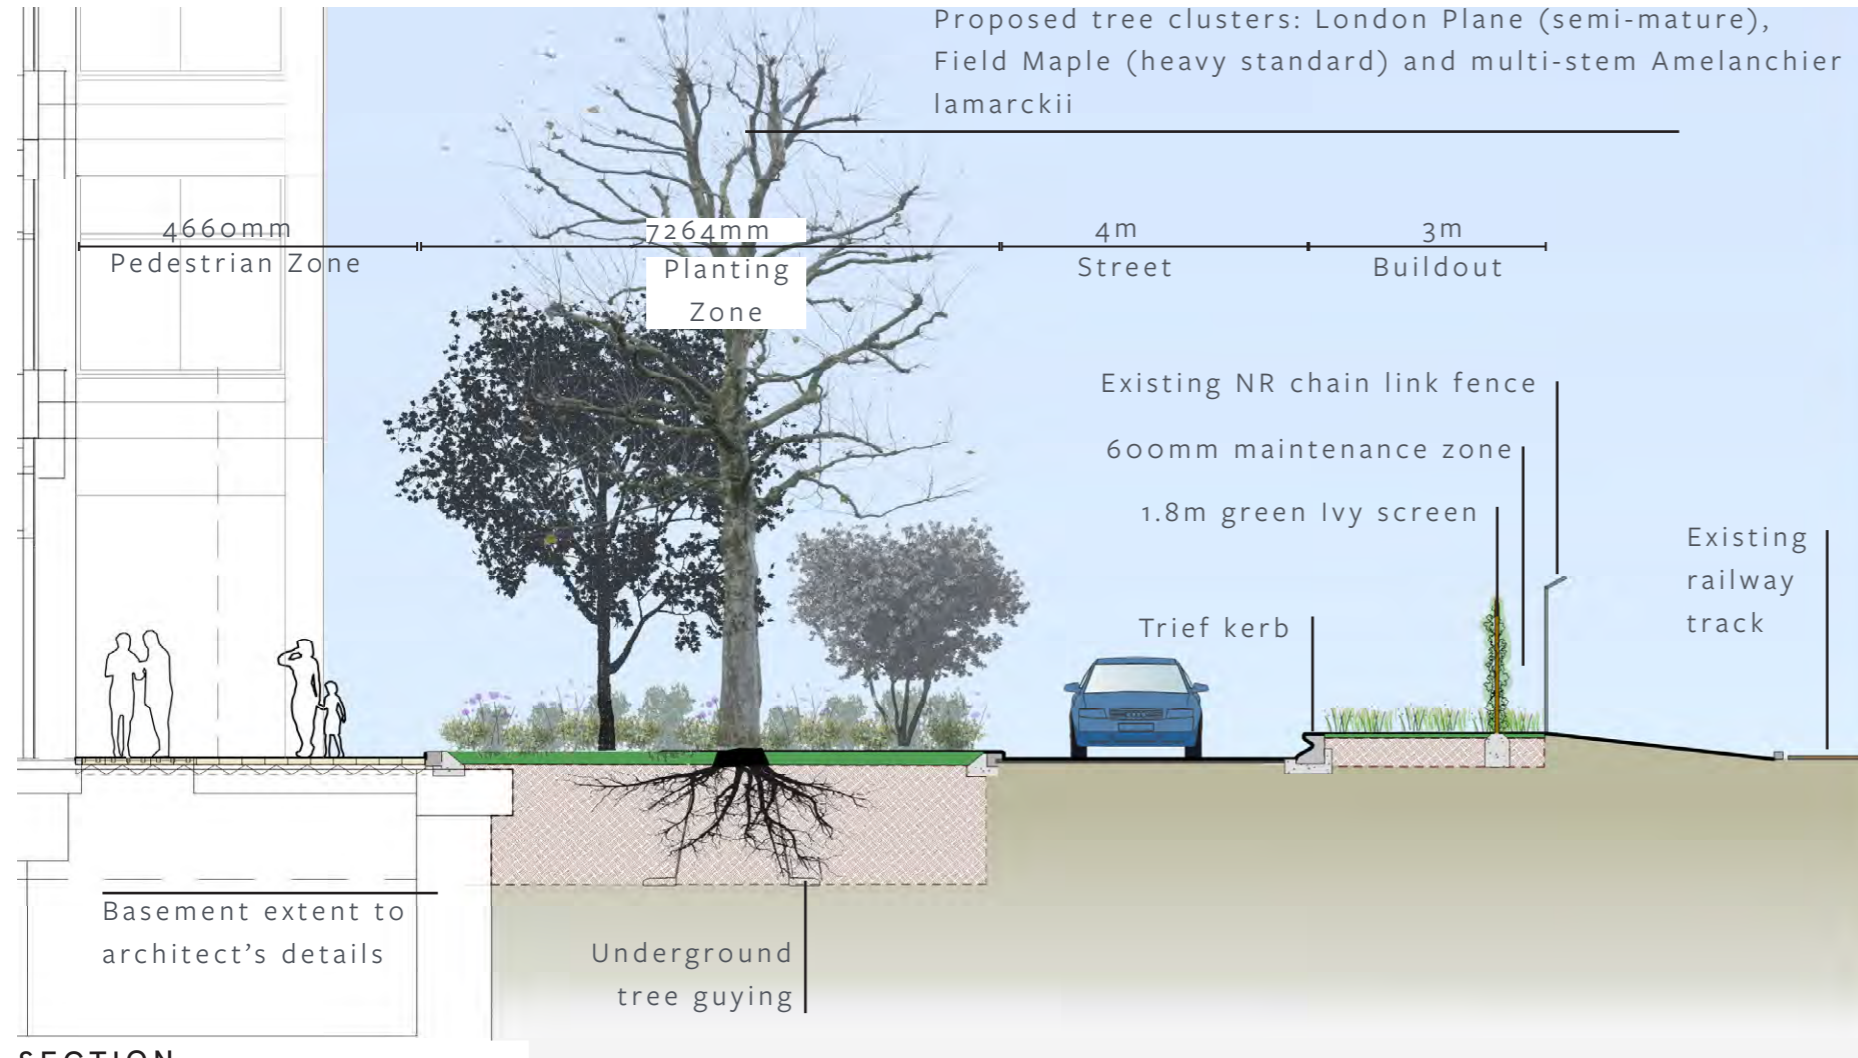 Proposed tree clusters: London Plane (semi-mature),
Field Maple (heavy standard) and multi-stem Amelanchier
lamarckii
4660mm
Pedestrian Zone
7264mm
Planting
Zone
4m
Street
3m
Buildout
Existing NR chain link fence
600mm maintenance zone
1.8m green Ivy screen
Existing
railway
track
Trief kerb
Basement extent to
architect's details
Underground
tree guying
SECTION